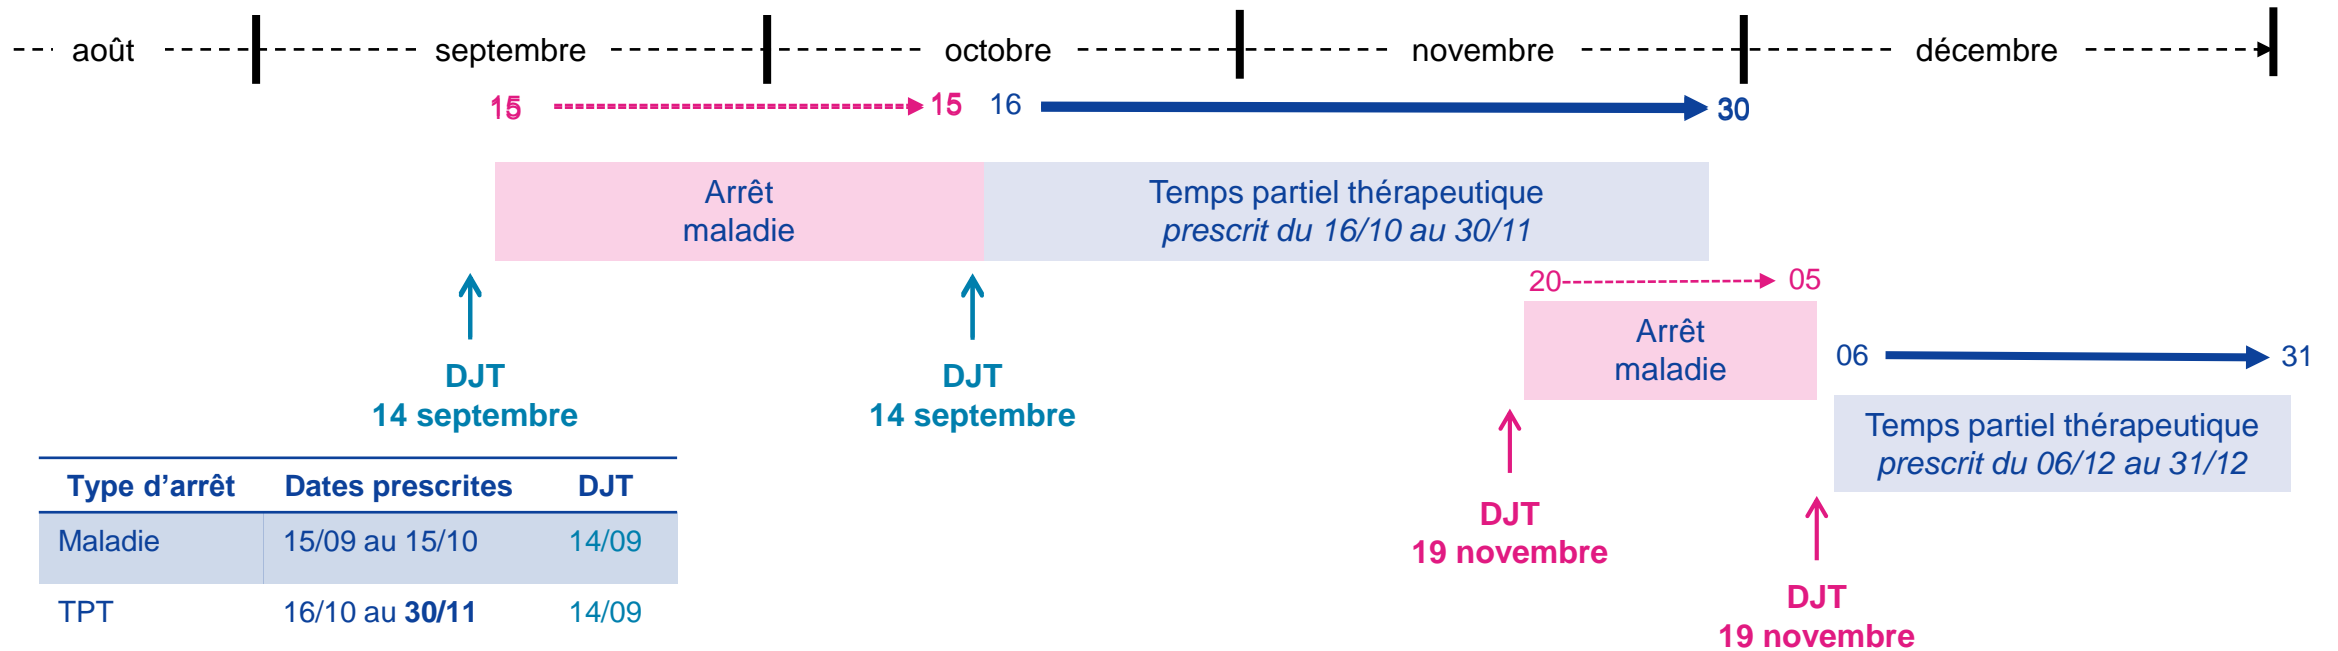 août
septembre
octobre
novembre
décembre
15
15
16
30
Arrêt
maladie
Temps partiel thérapeutique
prescrit du 16/10 au 30/11
20
05
Arrêt
maladie
06
31
DJT
14 septembre
DJT
14 septembre
Temps partiel thérapeutique
prescrit du 06/12 au 31/12
DJT
19 novembre
DJT
19 novembre
Type d’arrêt Dates prescrites DJT
Maladie 15/09 au 15/10 14/09
TPT 16/10 au 30/11 14/09